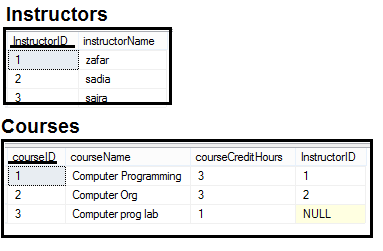 Instructors
InstructorID instructorName
1 zafar
2 sadia
3 saira
Courses
courseID courseName courseCreditHours InstructorID
1 Computer Programming 3 1
2 Computer Org 3 2
3 Computer prog lab 1 NULL